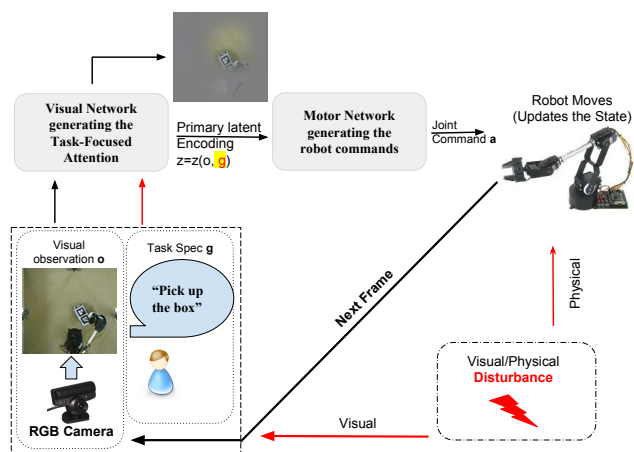 Visual Network
generating the
Task-Focused
Attention
Primary latent
Encoding
z=z(o, g)
Motor Network
generating the
robot commands
Joint
Command a
Robot Moves
(Updates the State)
Visual
observation o
Task Spec g
“Pick up
the box”
RGB Camera
Next Frame
Physical
Visual/Physical
Disturbance
Visual